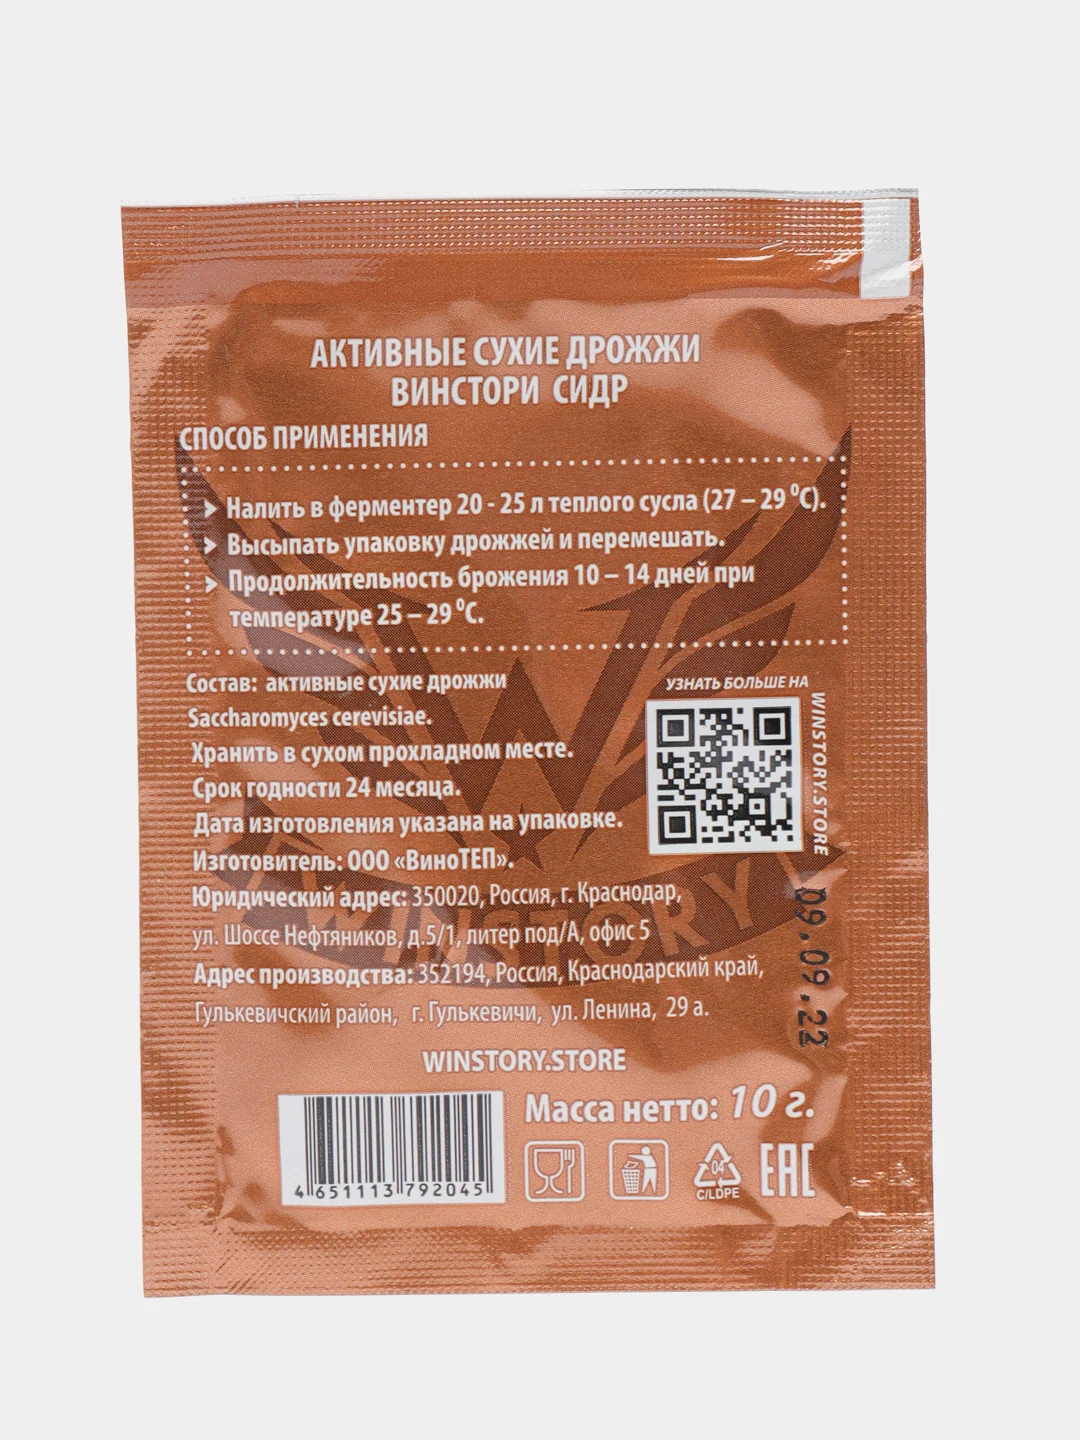 АКТИВНЫЕ СУХИЕ ДРОЖЖИ
ВИНСТОРИ СИДР
СПОСОБ ПРИМЕНЕНИЯ
Налить в ферментер 20 - 25 л теплого сусла (27 – 29 ⁰С).
Высыпать упаковку дрожжей и перемешать.
Продолжительность брожения 10 – 14 дней при
температуре 25 – 29 ⁰С.
Состав: активные сухие дрожжи
Saccharomyces cerevisiae.
Хранить в сухом прохладном месте.
Срок годности 24 месяца.
Дата изготовления указана на упаковке.
Изготовитель: ООО «ВиноТЕП».
Юридический адрес: 350020, Россия, г. Краснодар,
ул. Шоссе Нефтяников, д.5/1, литер под/А, офис 5
Адрес производства: 352194, Россия, Краснодарский край,
Гулькевичский район, г. Гулькевичи, ул. Ленина, 29 а.
УЗНАТЬ БОЛЬШЕ НА
WINSTORY.STORE
WINSTORY
09.09.22
WINSTORY.STORE
Масса нетто: 10 г.
4 651113 792045
04
C/LDPE
EAC